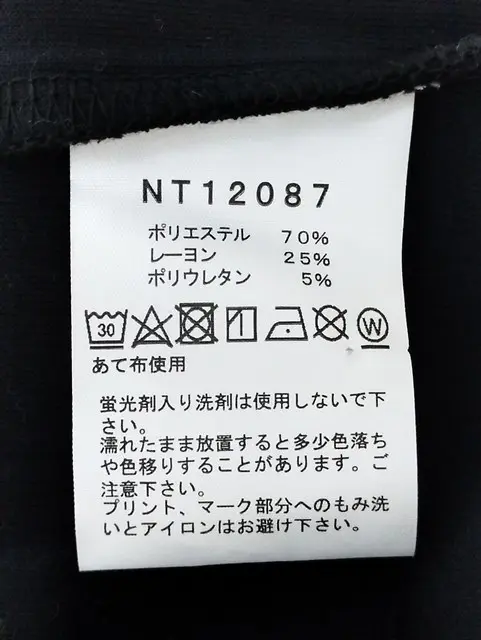 NT12087
ポリエステル 70%
レーヨン 25%
ポリウレタン 5%
30 W
あて布使用
蛍光剤入り洗剤は使用しないで下
さい。
濡れたまま放置すると多少色落ち
や色移りすることがあります。ご
注意下さい。
プリント、マーク部分へのもみ洗
いとアイロンはお避け下さい。